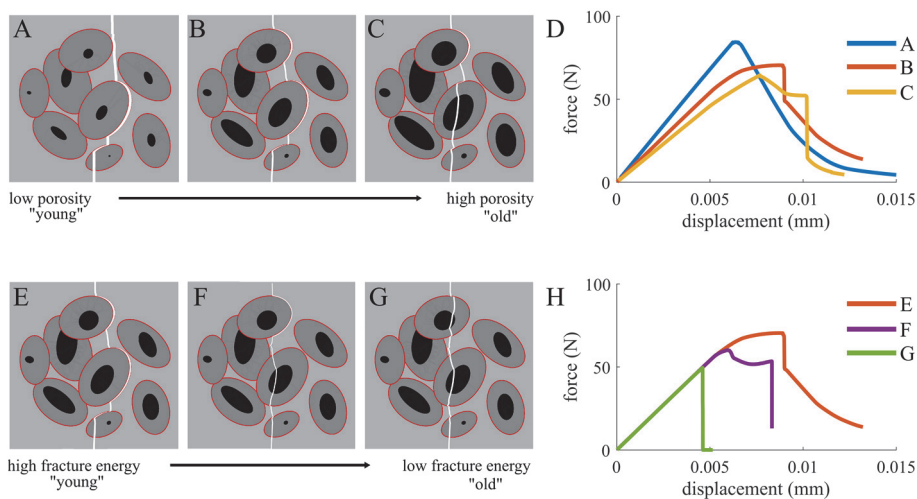 A
B
C
low porosity
"young"
high porosity
"old"
D
100
50
0
force (N)
0
0.005
0.01
0.015
displacement (mm)
A
B
C
E
F
G
high fracture energy
"young"
low fracture energy
"old"
H
100
50
0
force (N)
0
0.005
0.01
0.015
displacement (mm)
E
F
G